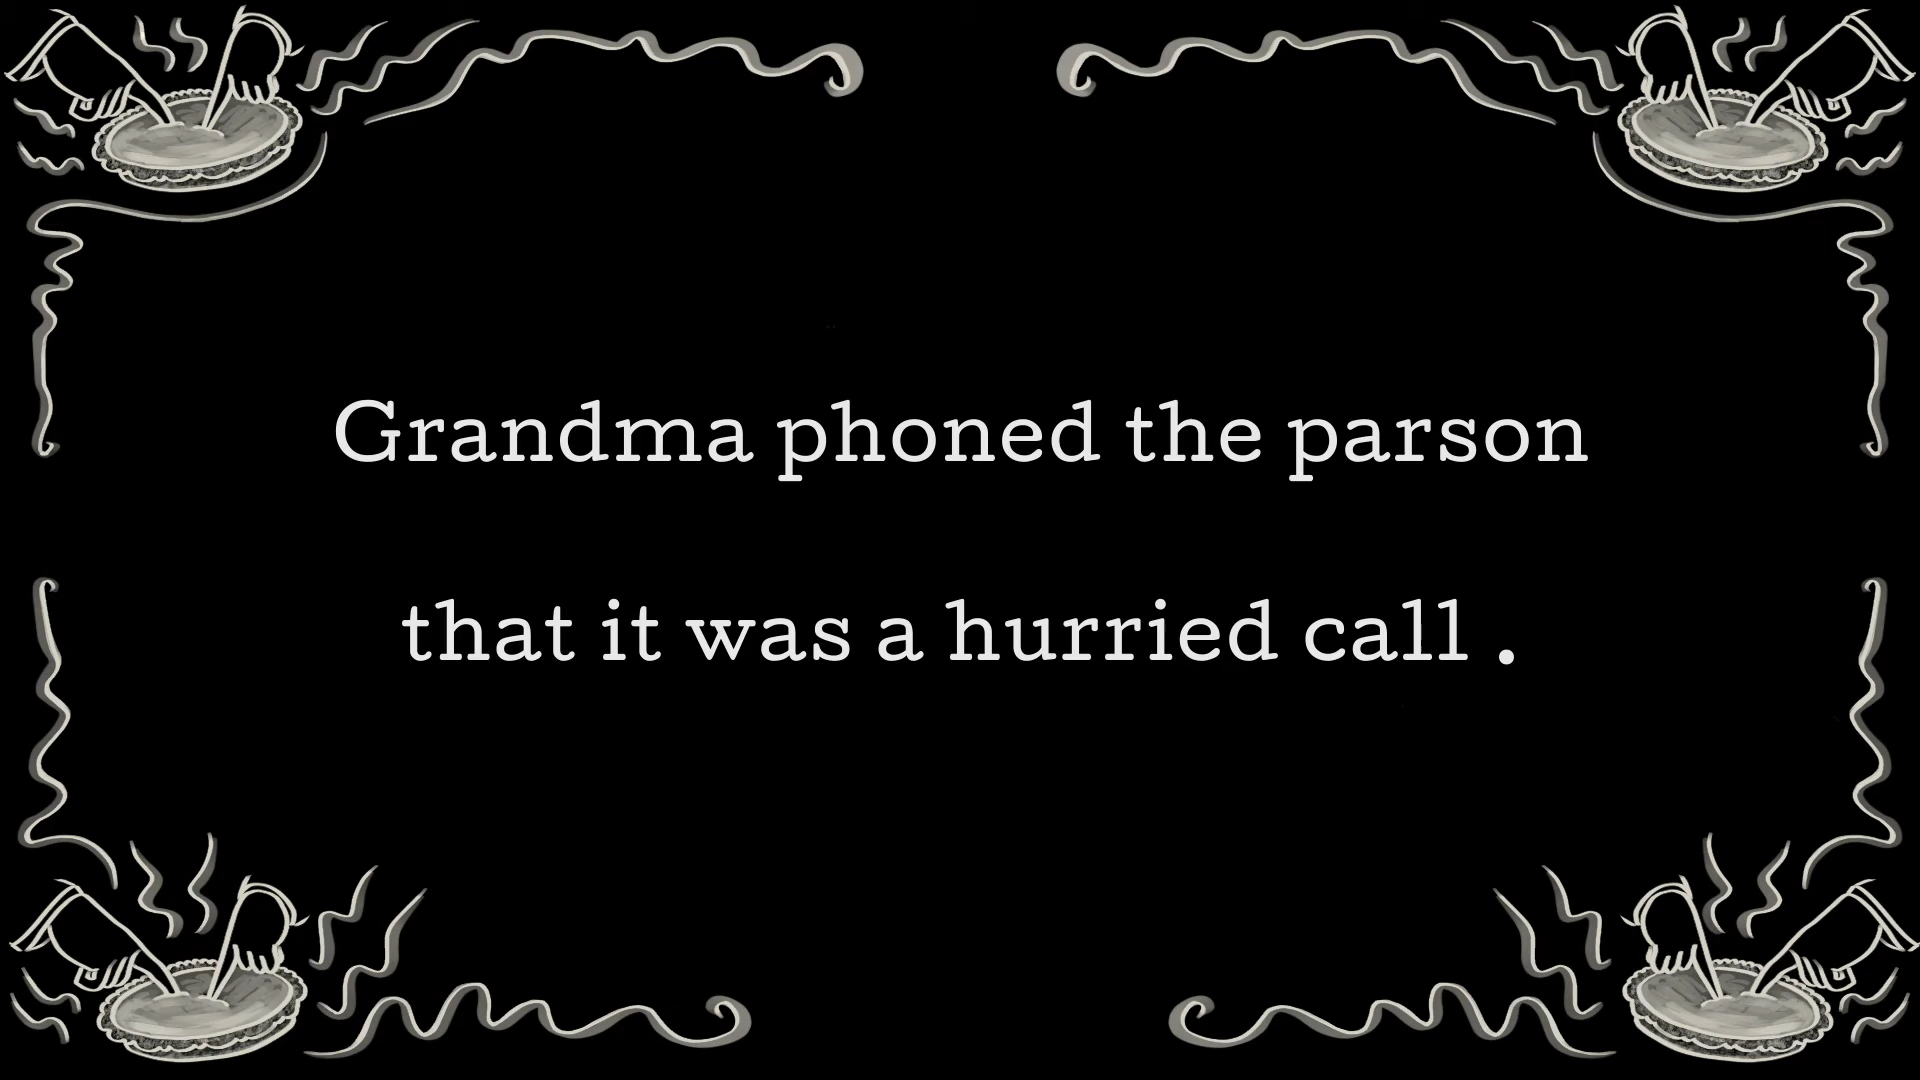 Grandma phoned the parson
that it was a hurried call .